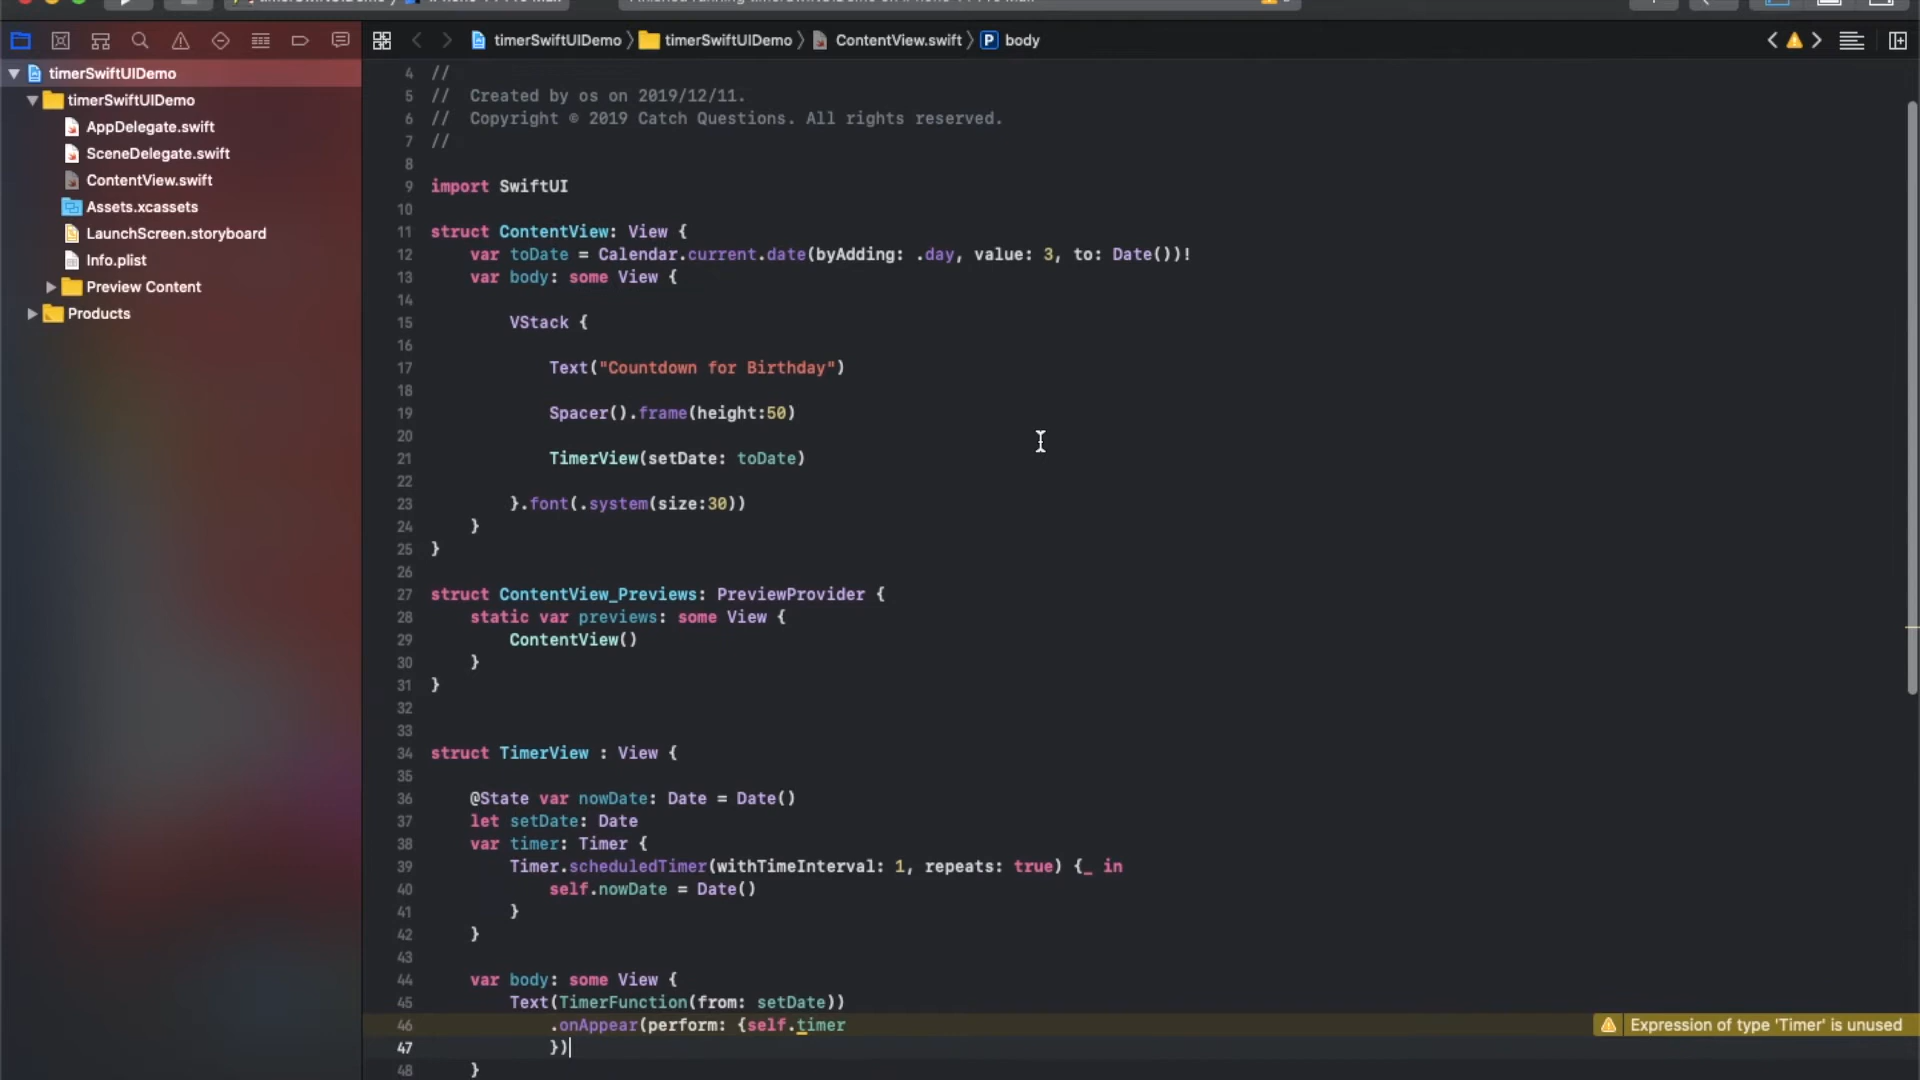 timerSwiftUIDemo
timerSwiftUIDemo
AppDelegate.swift
SceneDelegate.swift
ContentView.swift
Assets.xcassets
LaunchScreen.storyboard
Info.plist
Preview Content
Products
timerSwiftUIDemo 〉 timerSwiftUIDemo 〉 ContentView.swift 〉 P body
4 //
5 //  Created by os on 2019/12/11.
6 //  Copyright © 2019 Catch Questions. All rights reserved.
7 //
8
9 import SwiftUI
10
11 struct ContentView: View {
12     var toDate = Calendar.current.date(byAdding: .day, value: 3, to: Date())!
13     var body: some View {
14
15         VStack {
16
17             Text("Countdown for Birthday")
18
19             Spacer().frame(height:50)
20
21             TimerView(setDate: toDate)
22
23         }.font(.system(size:30))
24     }
25 }
26
27 struct ContentView_Previews: PreviewProvider {
28     static var previews: some View {
29         ContentView()
30     }
31 }
32
33
34 struct TimerView : View {
35
36     @State var nowDate: Date = Date()
37     let setDate: Date
38     var timer: Timer {
39         Timer.scheduledTimer(withTimeInterval: 1, repeats: true) {_ in
40             self.nowDate = Date()
41         }
42     }
43
44     var body: some View {
45         Text(TimerFunction(from: setDate))
46             .onAppear(perform: {self.timer
Expression of type 'Timer' is unused
47             })
48     }